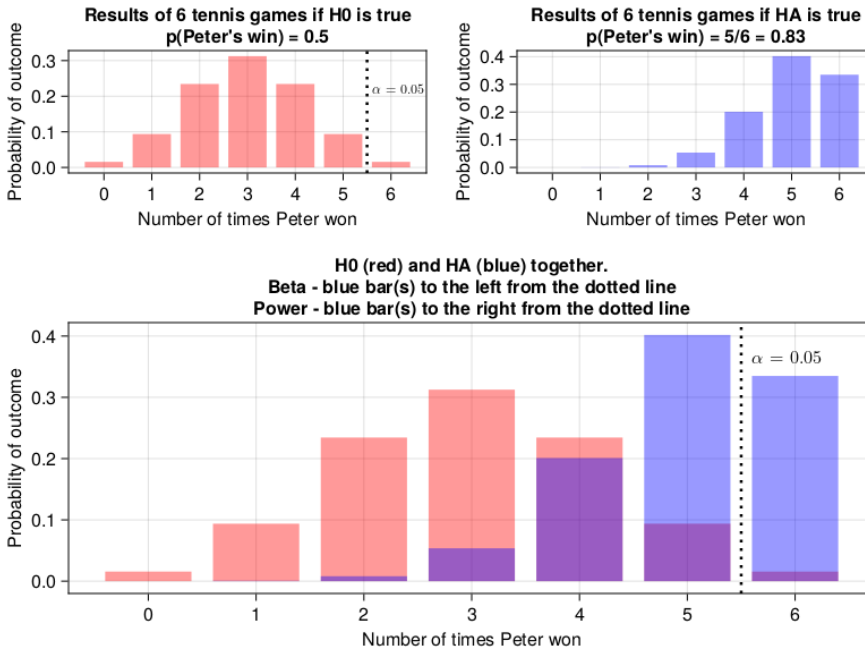 Results of 6 tennis games if H0 is true
p(Peter's win) = 0.5
Probability of outcome
0.3
0.2
0.1
0.0
α = 0.05
0 1 2 3 4 5 6
Number of times Peter won
Results of 6 tennis games if HA is true
p(Peter's win) = 5/6 = 0.83
Probability of outcome
0.4
0.3
0.2
0.1
0.0
0 1 2 3 4 5 6
Number of times Peter won
H0 (red) and HA (blue) together.
Beta - blue bar(s) to the left from the dotted line
Power - blue bar(s) to the right from the dotted line
Probability of outcome
0.4
0.3
0.2
0.1
0.0
α = 0.05
0 1 2 3 4 5 6
Number of times Peter won